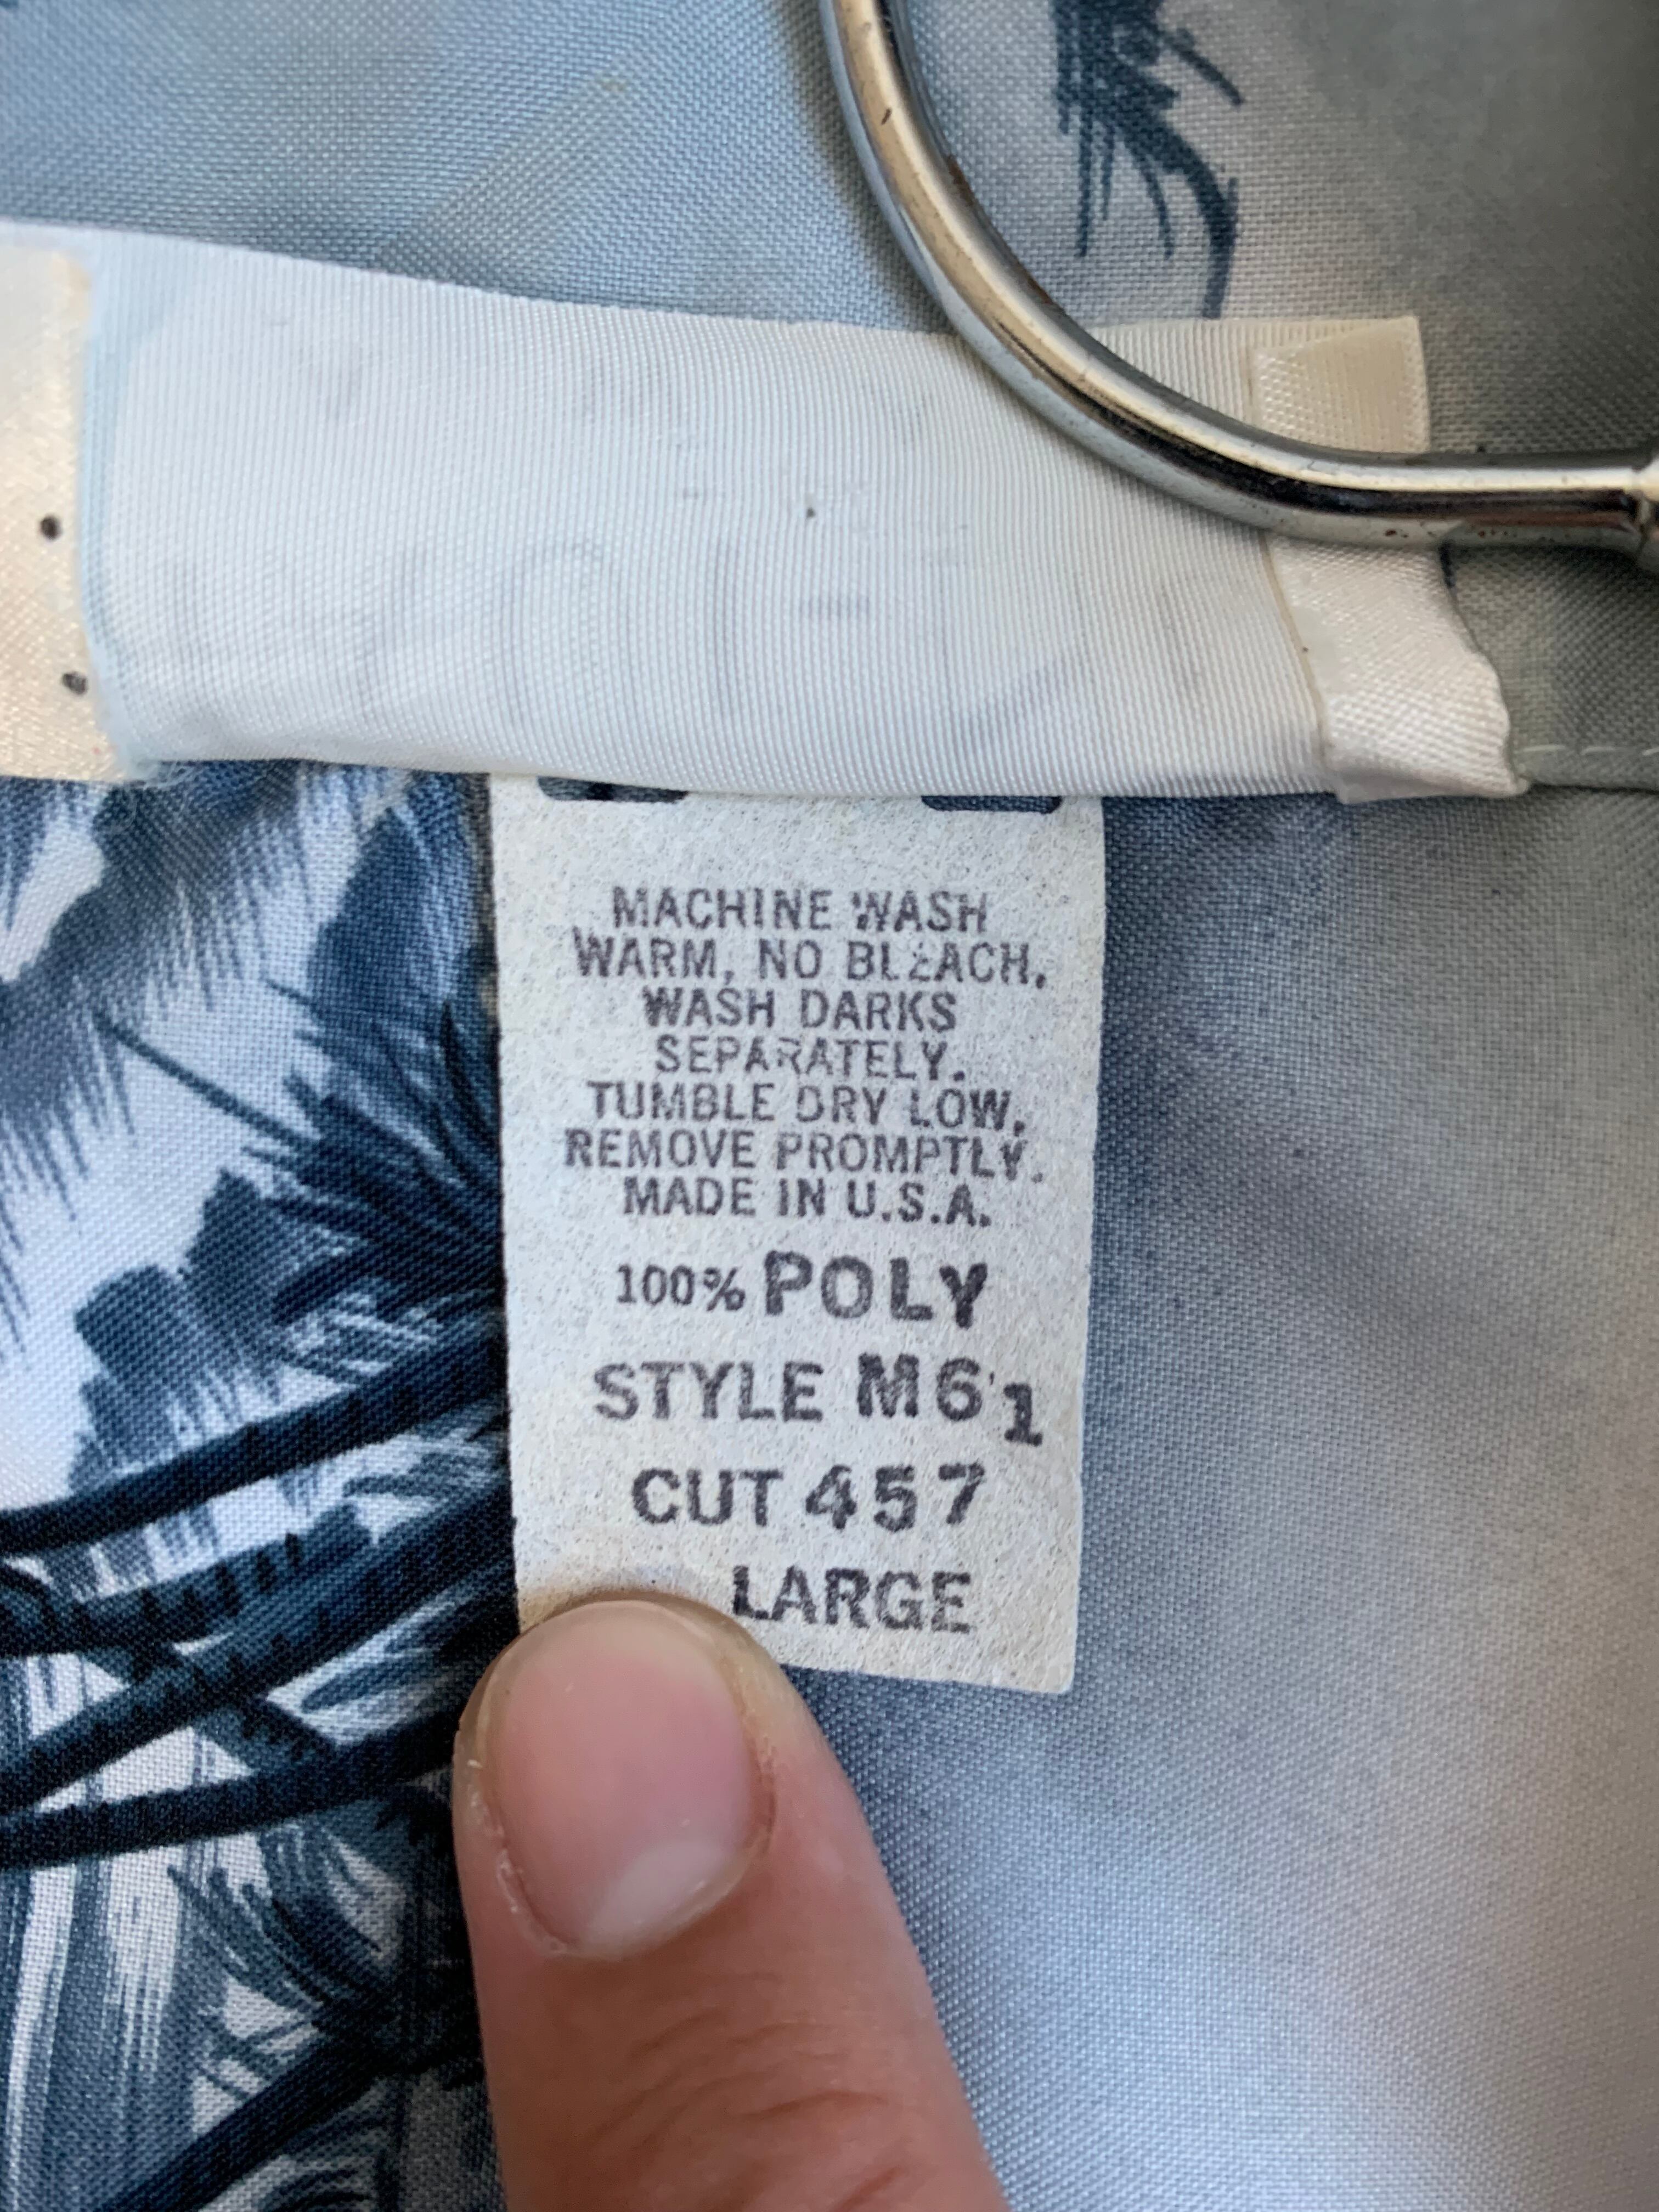 MACHINE WASH
WARM, NO BLEACH.
WASH DARKS
SEPARATELY.
TUMBLE DRY LOW.
REMOVE PROMPTLY.
MADE IN U.S.A.
100% POLY
STYLE M61
CUT 457
LARGE